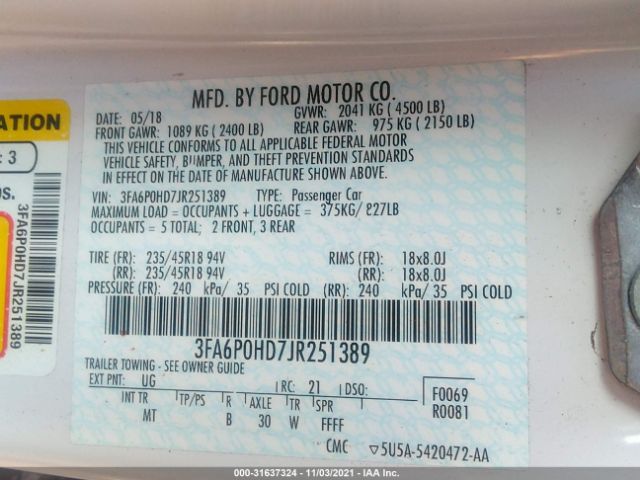 MFD. BY FORD MOTOR CO.
DATE: 05/18 GVWR: 2041 KG ( 4500 LB)
FRONT GAWR: 1089 KG ( 2400 LB) REAR GAWR: 975 KG ( 2150 LB)
THIS VEHICLE CONFORMS TO ALL APPLICABLE FEDERAL MOTOR
VEHICLE SAFETY, BUMPER, AND THEFT PREVENTION STANDARDS
IN EFFECT ON THE DATE OF MANUFACTURE SHOWN ABOVE.
VIN: 3FA6P0HD7JR251389 TYPE: Passenger Car
MAXIMUM LOAD = OCCUPANTS + LUGGAGE = 375KG/ 827LB
OCCUPANTS = 5 TOTAL; 2 FRONT, 3 REAR
TIRE (FR): 235/45R18 94V RIMS (FR): 18x8.0J
(RR): 235/45R18 94V (RR): 18x8.0J
PRESSURE (FR): 240 kPa/ 35 PSI COLD (RR): 240 kPa/ 35 PSI COLD
3FA6P0HD7JR251389
TRAILER TOWING - SEE OWNER GUIDE
EXT PNT: UG RC: 21 DSO: F0069
INT TR TP/PS R AXLE TR SPR R0081
MT B 30 W FFFF
CMC 5U5A-5420472-AA
ATION
: 3
os.
3FA6P0HD7JR251389
000-31637324 - 11/03/2021 - IAA Inc.